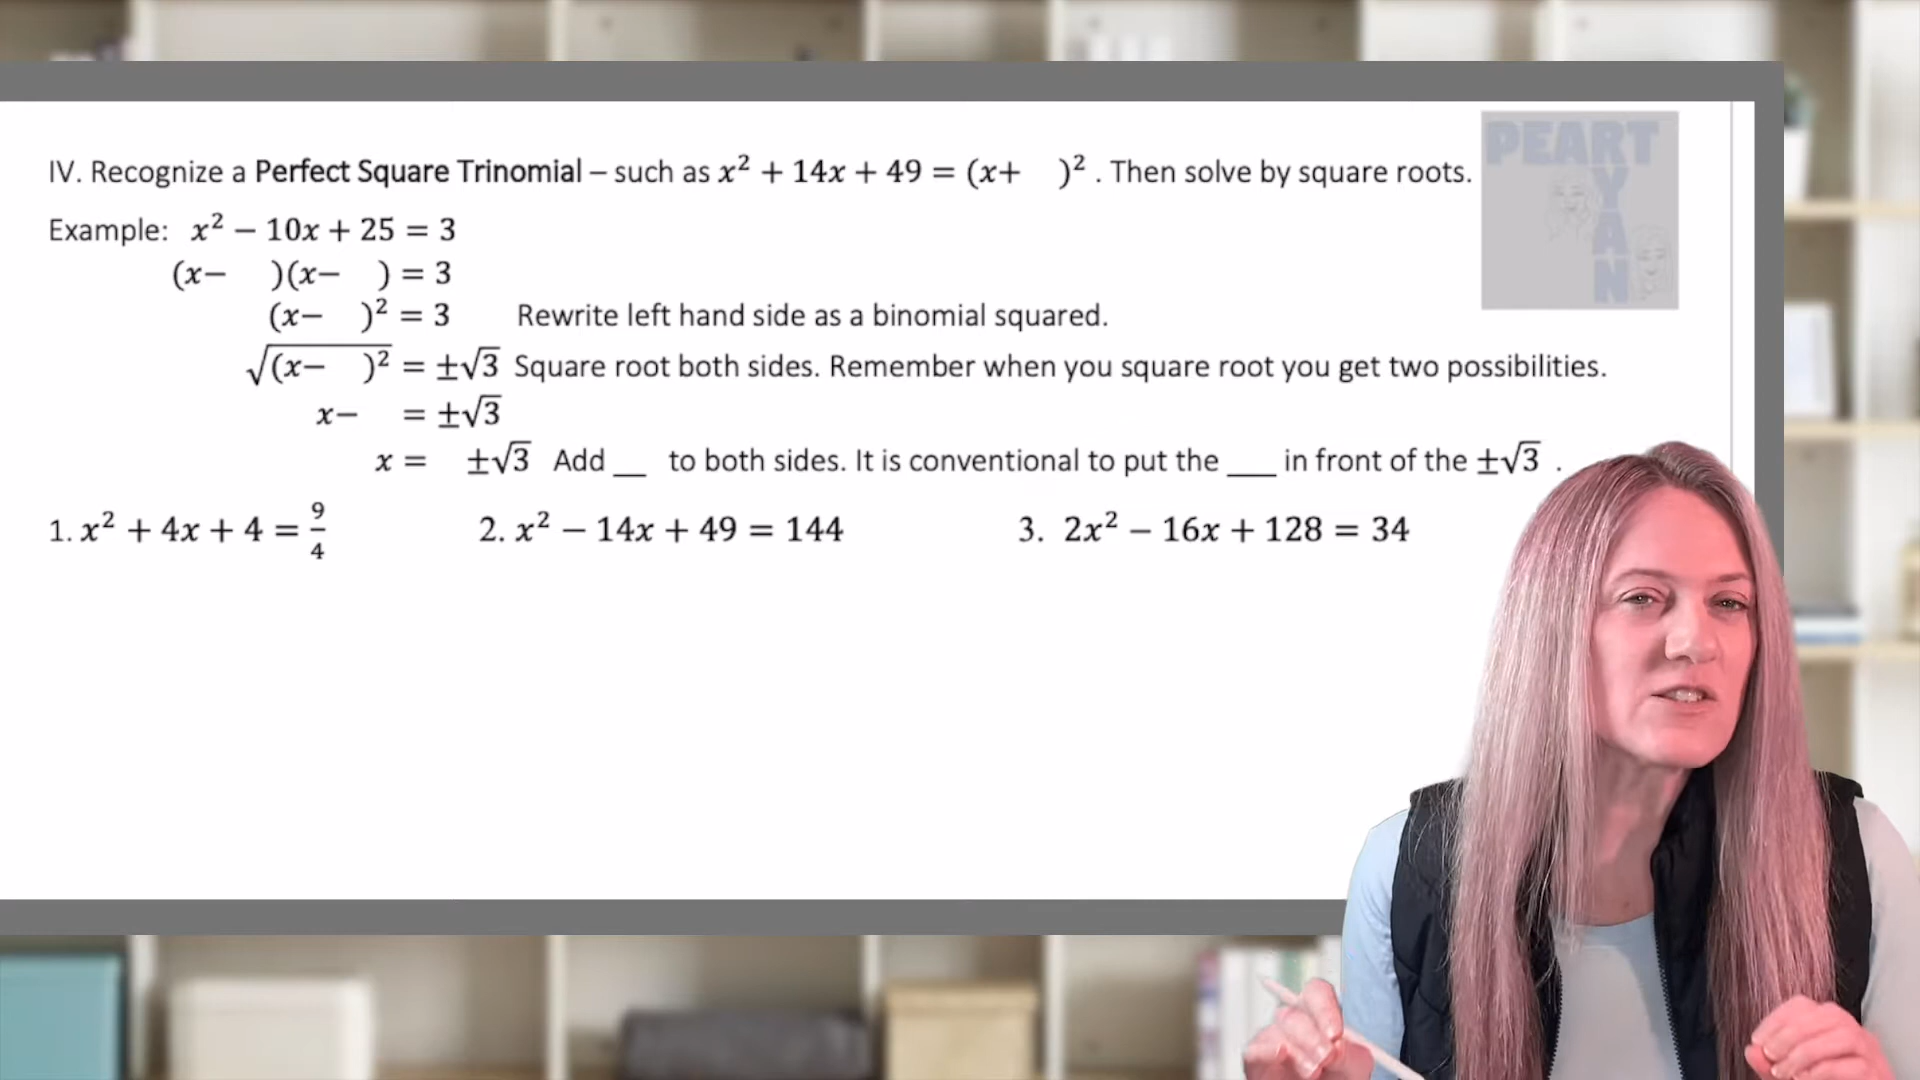 IV. Recognize a Perfect Square Trinomial – such as x² + 14x + 49 = (x+   )² . Then solve by square roots.
PEART
RYAN
Example: x² − 10x + 25 = 3
(x−   )(x−   ) = 3
(x−   )² = 3 Rewrite left hand side as a binomial squared.
√(x−   )² = ±√3 Square root both sides. Remember when you square root you get two possibilities.
x−   = ±√3
x =   ±√3 Add __ to both sides. It is conventional to put the ___ in front of the ±√3 .
1. x² + 4x + 4 = 9/4 2. x² − 14x + 49 = 144 3. 2x² − 16x + 128 = 34